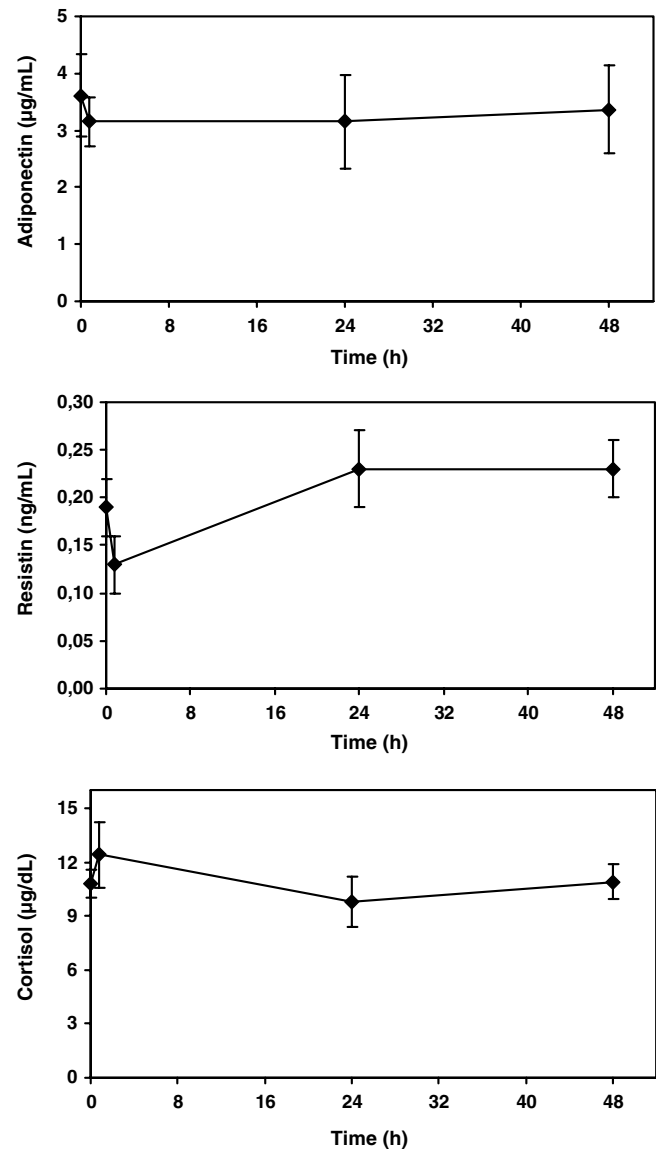 Adiponectin (µg/mL)
5
4
3
2
1
0
0 8 16 24 32 40 48
Time (h)
Resistin (ng/mL)
0,30
0,25
0,20
0,15
0,10
0,05
0,00
0 8 16 24 32 40 48
Time (h)
Cortisol (µg/dL)
15
12
9
6
3
0
0 8 16 24 32 40 48
Time (h)